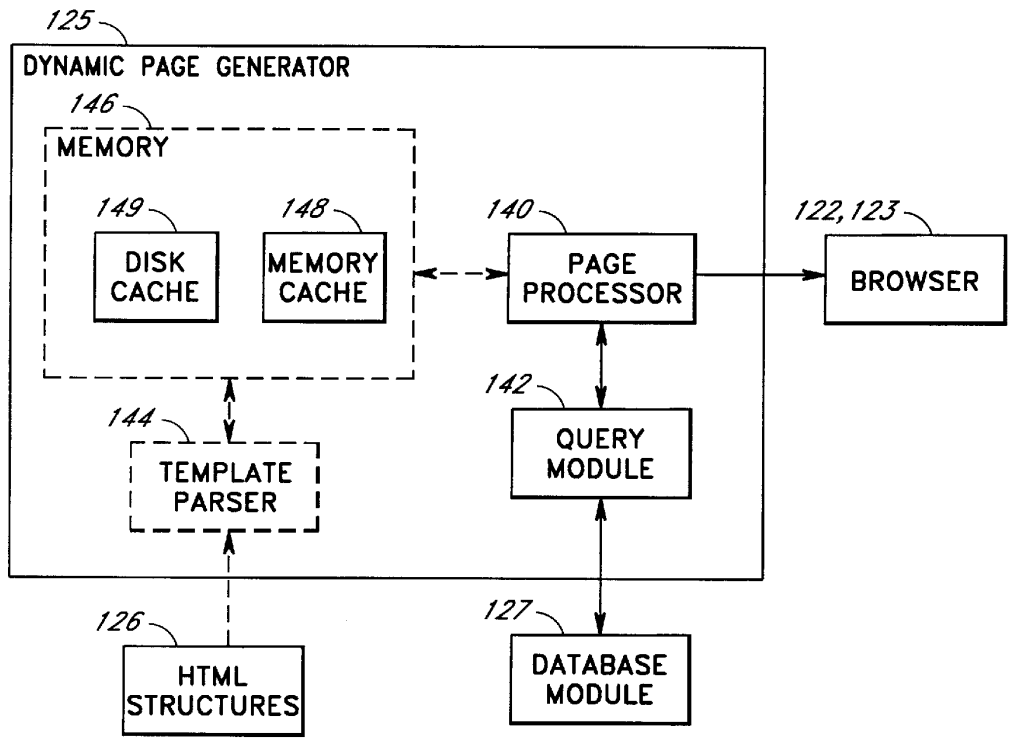 125
DYNAMIC PAGE GENERATOR
146
MEMORY
149
DISK
CACHE
148
MEMORY
CACHE
140
PAGE
PROCESSOR
122,123
BROWSER
144
TEMPLATE
PARSER
142
QUERY
MODULE
126
HTML
STRUCTURES
127
DATABASE
MODULE